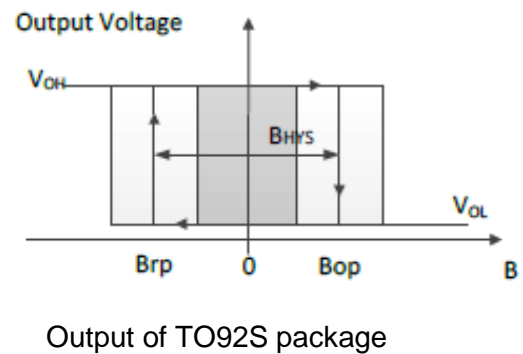 Output Voltage
VOH
BHYS
VOL
Brp 0 Bop B
Output of TO92S package